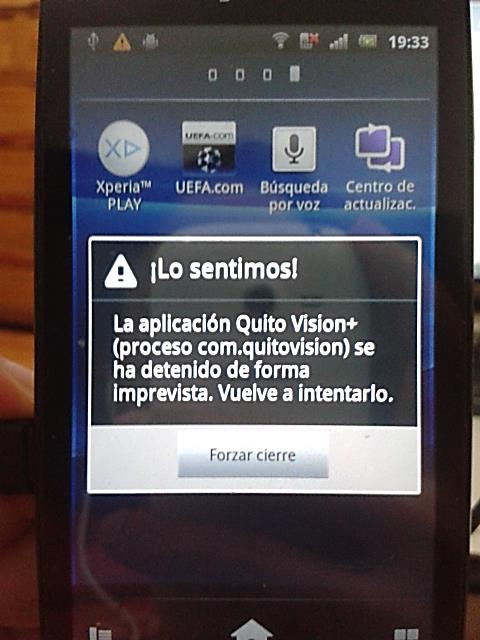 19:33
XperiaTM UEFA.com Búsqueda Centro de
PLAY por voz actualizac.
UEFA.com
¡Lo sentimos!
La aplicación Quito Vision+
(proceso com.quitovision) se
ha detenido de forma
imprevista. Vuelve a intentarlo.
Forzar cierre